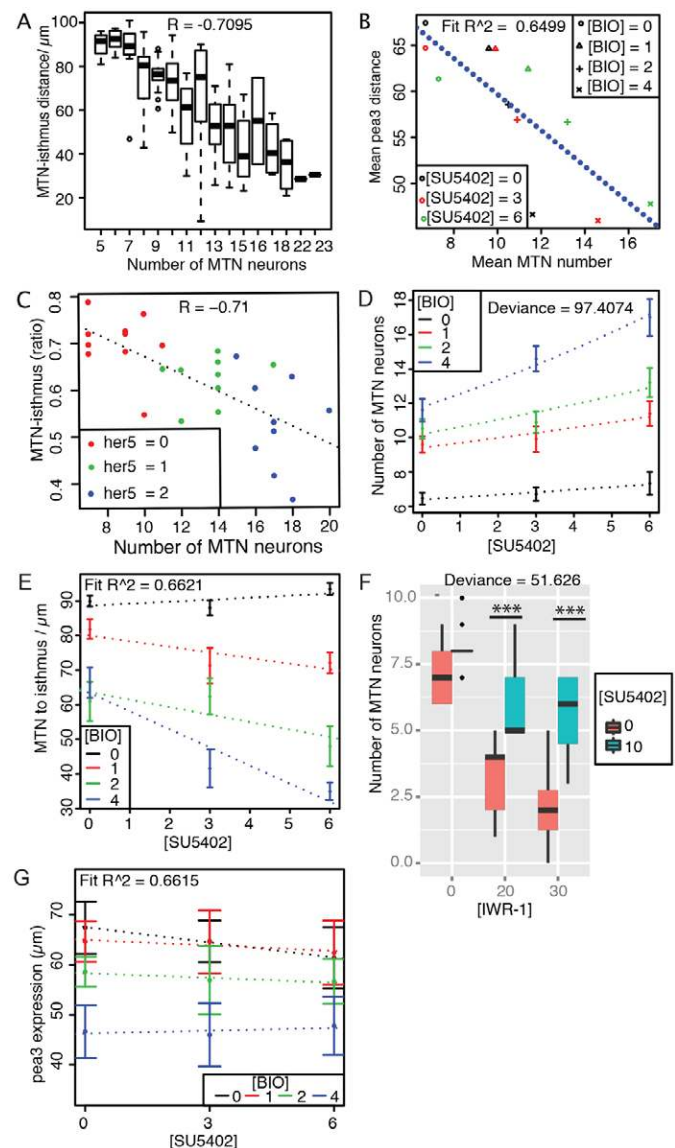 A
R = -0.7095
MTN-isthmus distance/ μm
100
80
60
40
20
5 6 7 8 9 10 11 12 13 14 15 16 17 18 22 23
Number of MTN neurons
B
Fit R^2 = 0.6499
[BIO] = 0
[BIO] = 1
[BIO] = 2
[BIO] = 4
Mean pea3 distance
65
60
55
50
[SU5402] = 0
[SU5402] = 3
[SU5402] = 6
8 10 12 14 16
Mean MTN number
C
R = −0.71
MTN-isthmus (ratio)
0.8
0.7
0.6
0.5
0.4
her5 = 0
her5 = 1
her5 = 2
8 10 12 14 16 18 20
Number of MTN neurons
D
[BIO]
0
1
2
4
Deviance = 97.4074
Number of MTN neurons
18
16
14
12
10
8
6
0 1 2 3 4 5 6
[SU5402]
E
Fit R^2 = 0.6621
MTN to isthmus / μm
90
80
70
60
50
40
30
[BIO]
0
1
2
4
0 1 2 3 4 5 6
[SU5402]
F
Deviance = 51.626
Number of MTN neurons
10.0
7.5
5.0
2.5
0.0
*** ***
[SU5402]
0
10
0 20 30
[IWR-1]
G
Fit R^2 = 0.6615
pea3 expression (μm)
70
60
50
40
[BIO]
0 1 2 4
0 3 6
[SU5402]